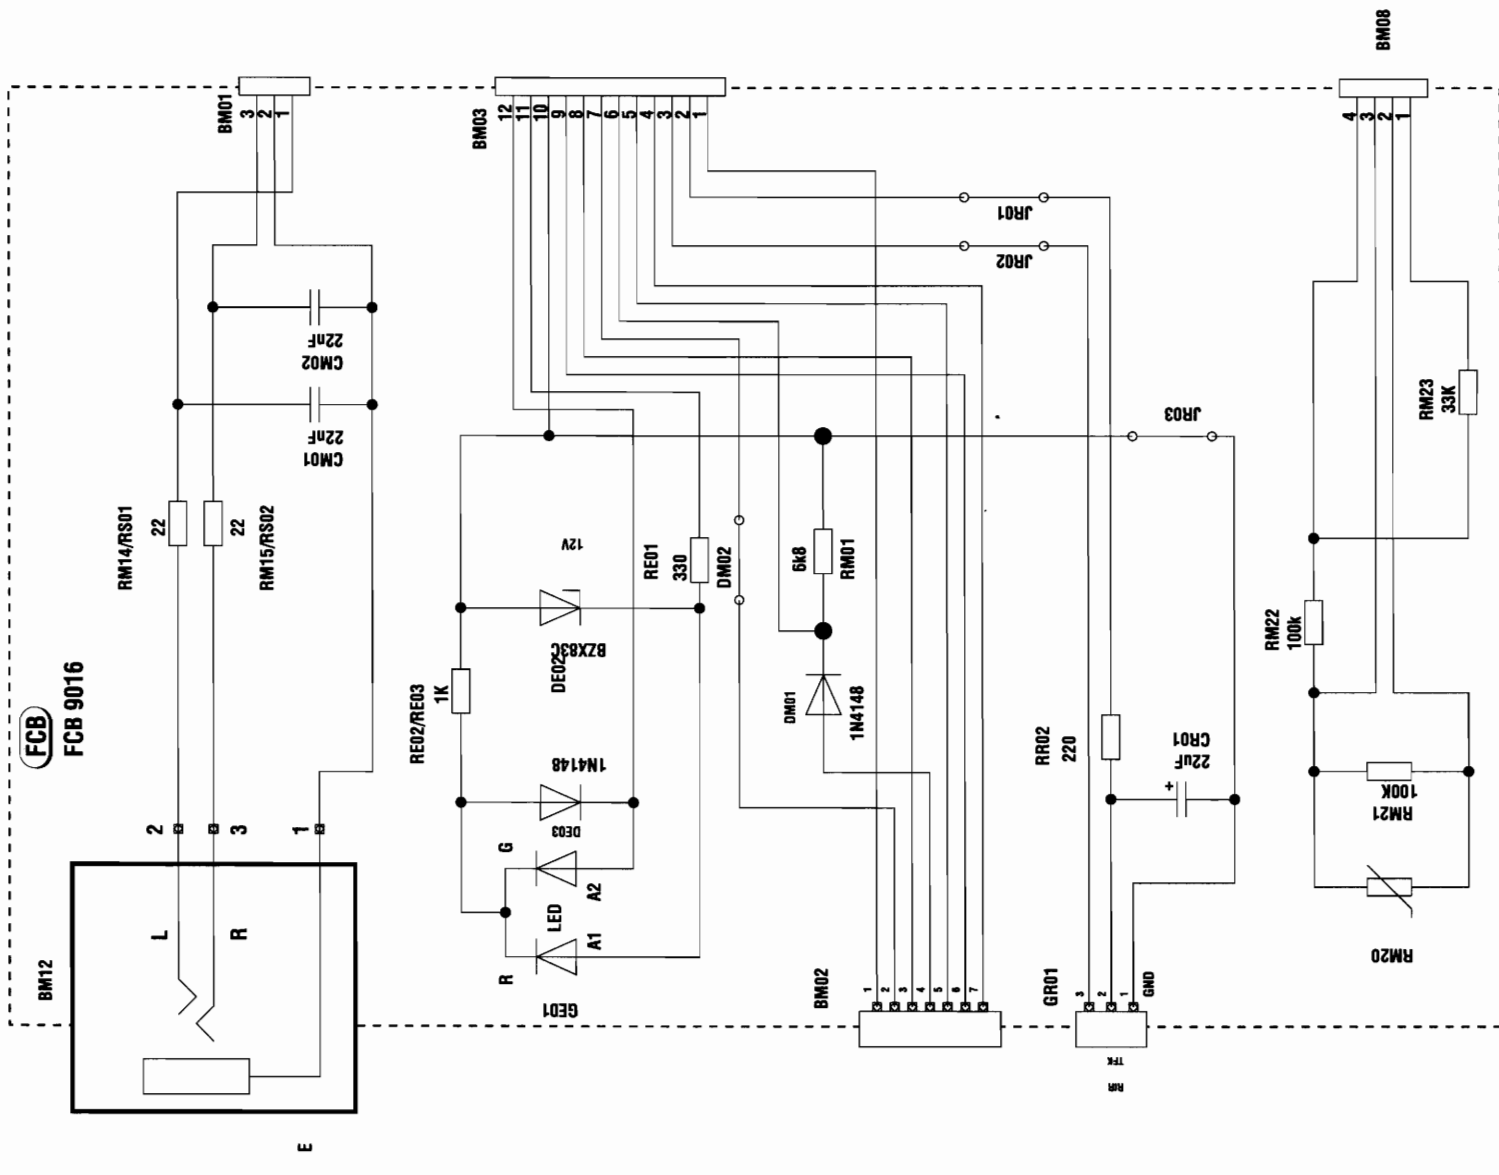 FCB
FCB 9016
BM01
3
2
1
22nF
CM02
22nF
CM01
RM14/RS01
22
22
RM15/RS02
2
3
1
L
R
BM12
E
BM03
12
11
10
9
8
7
6
5
4
3
2
1
JR01
JR02
JR03
12V
RE01
330
DM02
BZX83C
DE02
6k8
RM01
RE02/RE03
1K
1N4148
DE03
DM01
1N4148
G
A2
LED
R
A1
GE01
BM02
1
2
3
4
5
6
7
RR02
220
CR01
22uF
+
GR01
3
2
1
GND
TFK
BM08
4
3
2
1
RM23
33K
RM22
100k
100K
RM21
RM20